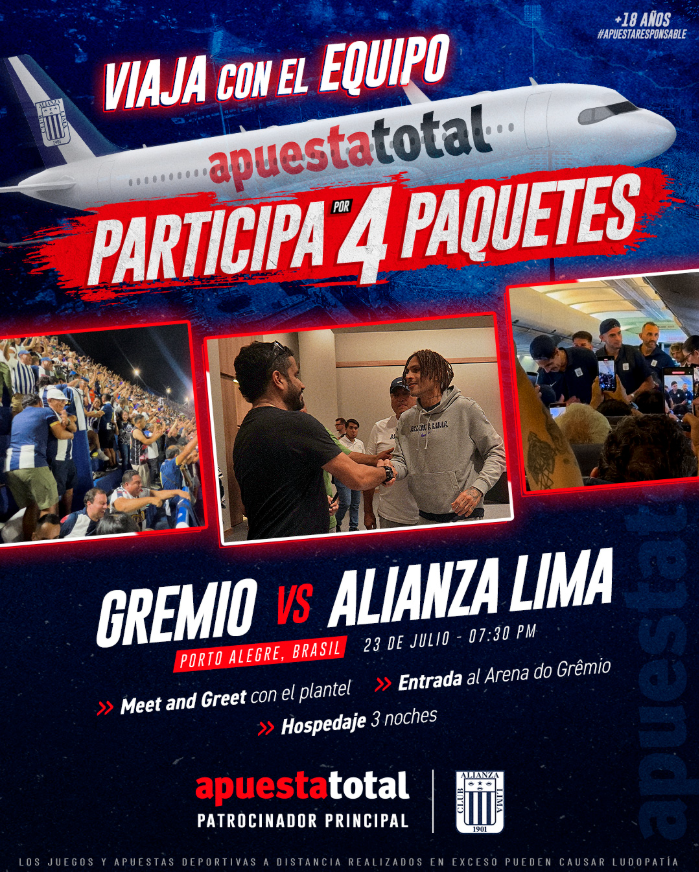 +18 AÑOS
#APUESTARESPONSABLE
VIAJA CON EL EQUIPO
apuestatotal
PARTICIPA POR 4 PAQUETES
GREMIO VS ALIANZA LIMA
PORTO ALEGRE, BRASIL 23 DE JULIO - 07:30 PM
>> Meet and Greet con el plantel >> Entrada al Arena do Grêmio
>> Hospedaje 3 noches
apuestatotal
PATROCINADOR PRINCIPAL
CLUB ALIANZA LIMA
1901
apuestatot
LOS JUEGOS Y APUESTAS DEPORTIVAS A DISTANCIA REALIZADOS EN EXCESO PUEDEN CAUSAR LUDOPATÍA